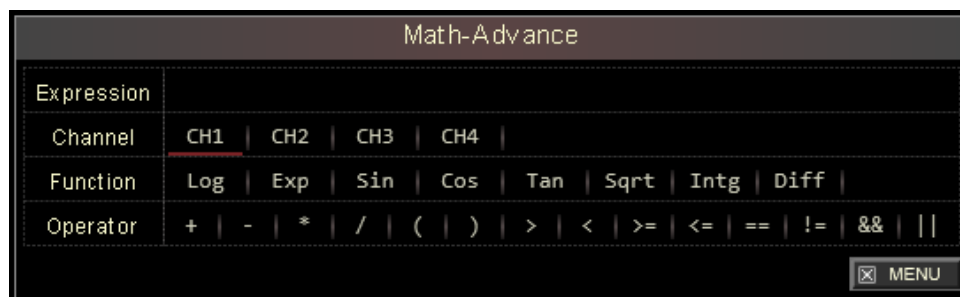 Math-Advance
Expression
Channel CH1 | CH2 | CH3 | CH4 |
Function Log | Exp | Sin | Cos | Tan | Sqrt | Intg | Diff |
Operator + | - | * | / | ( | ) | > | < | >= | <= | == | != | && | ||
MENU